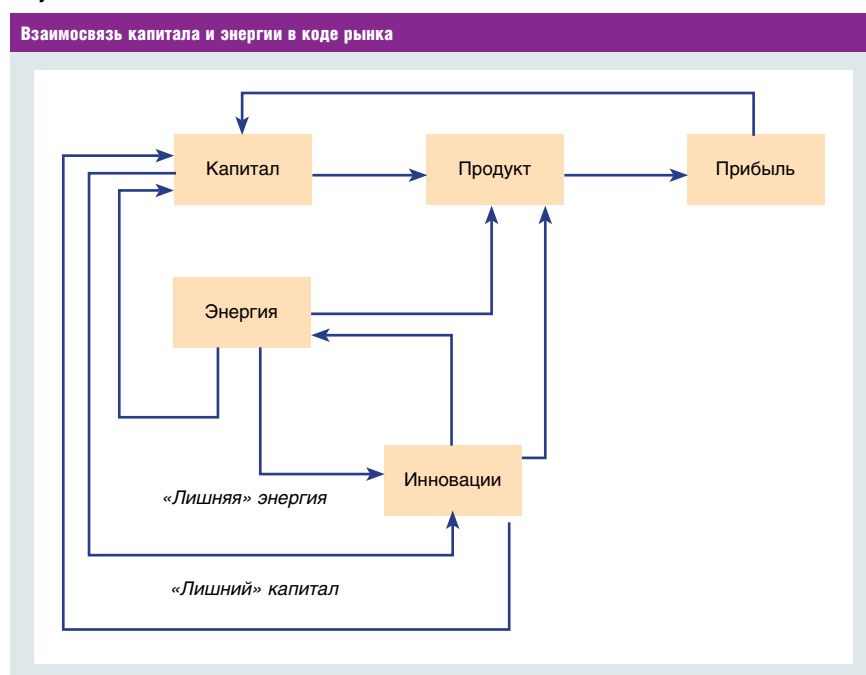 Взаимосвязь капитала и энергии в коде рынка
Капитал
Продукт
Прибыль
Энергия
Инновации
«Лишняя» энергия
«Лишний» капитал